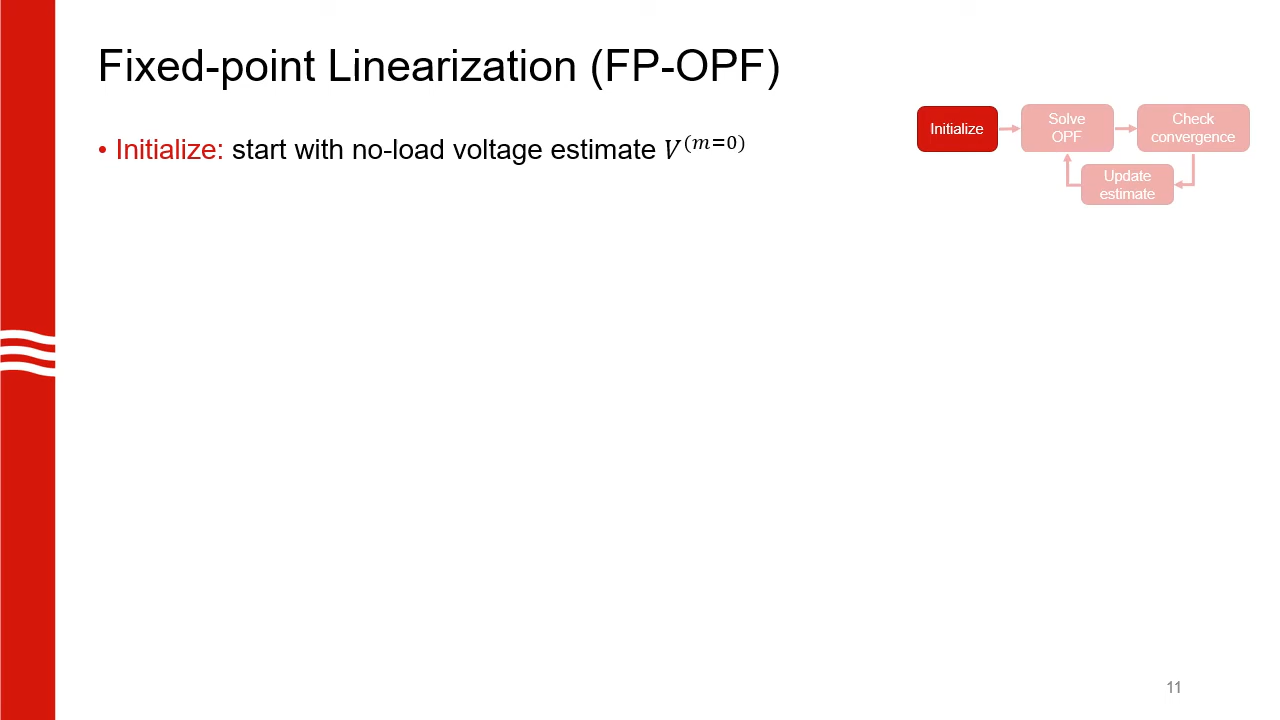 Fixed-point Linearization (FP-OPF)
• Initialize: start with no-load voltage estimate V^(m=0)
Initialize
Solve
OPF
Check
convergence
Update
estimate
11